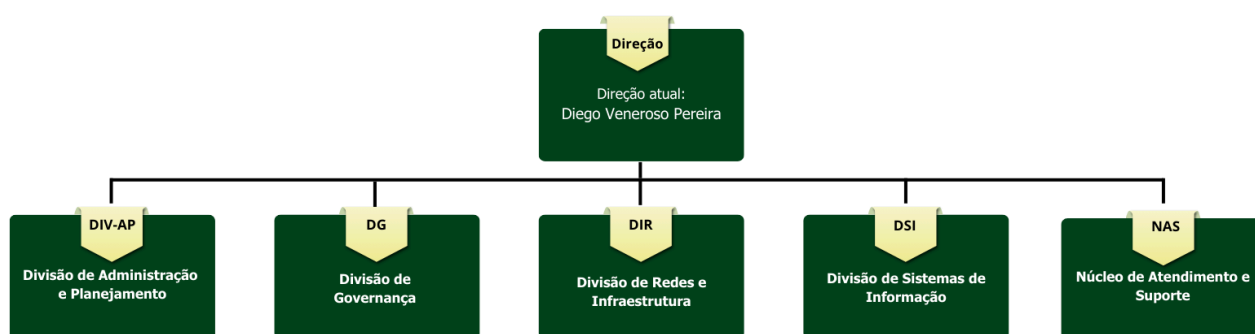 Direção
Direção atual:
Diego Veneroso Pereira
DIV-AP
Divisão de Administração
e Planejamento
DG
Divisão de
Governança
DIR
Divisão de Redes e
Infraestrutura
DSI
Divisão de Sistemas de
Informação
NAS
Núcleo de Atendimento e
Suporte